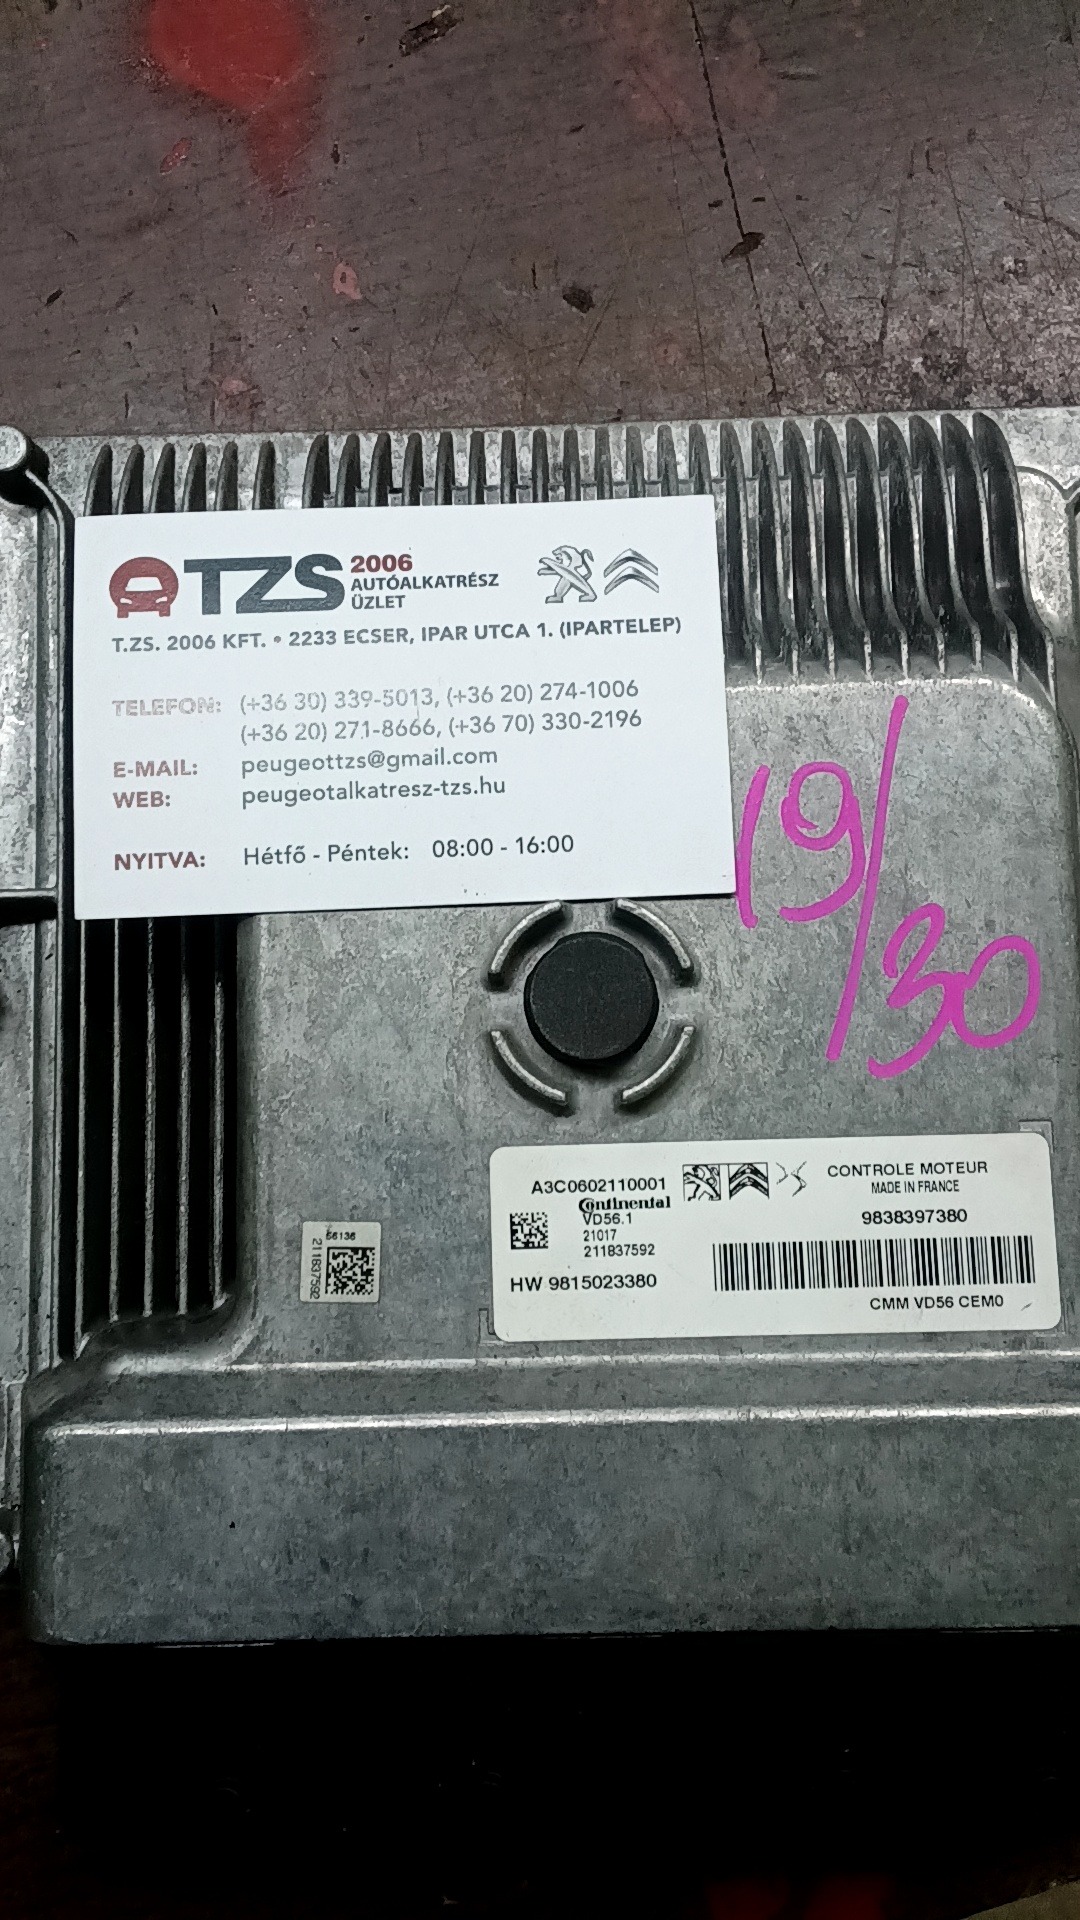 TZS 2006
AUTÓALKATRÉSZ
ÜZLET
T.ZS. 2006 KFT. • 2233 ECSER, IPAR UTCA 1. (IPARTELEP)
TELEFON: (+36 30) 339-5013, (+36 20) 274-1006
(+36 20) 271-8666, (+36 70) 330-2196
E-MAIL: peugeottzs@gmail.com
WEB: peugeotalkatresz-tzs.hu
NYITVA: Hétfő - Péntek: 08:00 - 16:00
19/30
A3C0602110001
Continental
VD56.1
21017
211837592
HW 9815023380
CONTROLE MOTEUR
MADE IN FRANCE
9838397380
CMM VD56 CEM0
56136
211837592